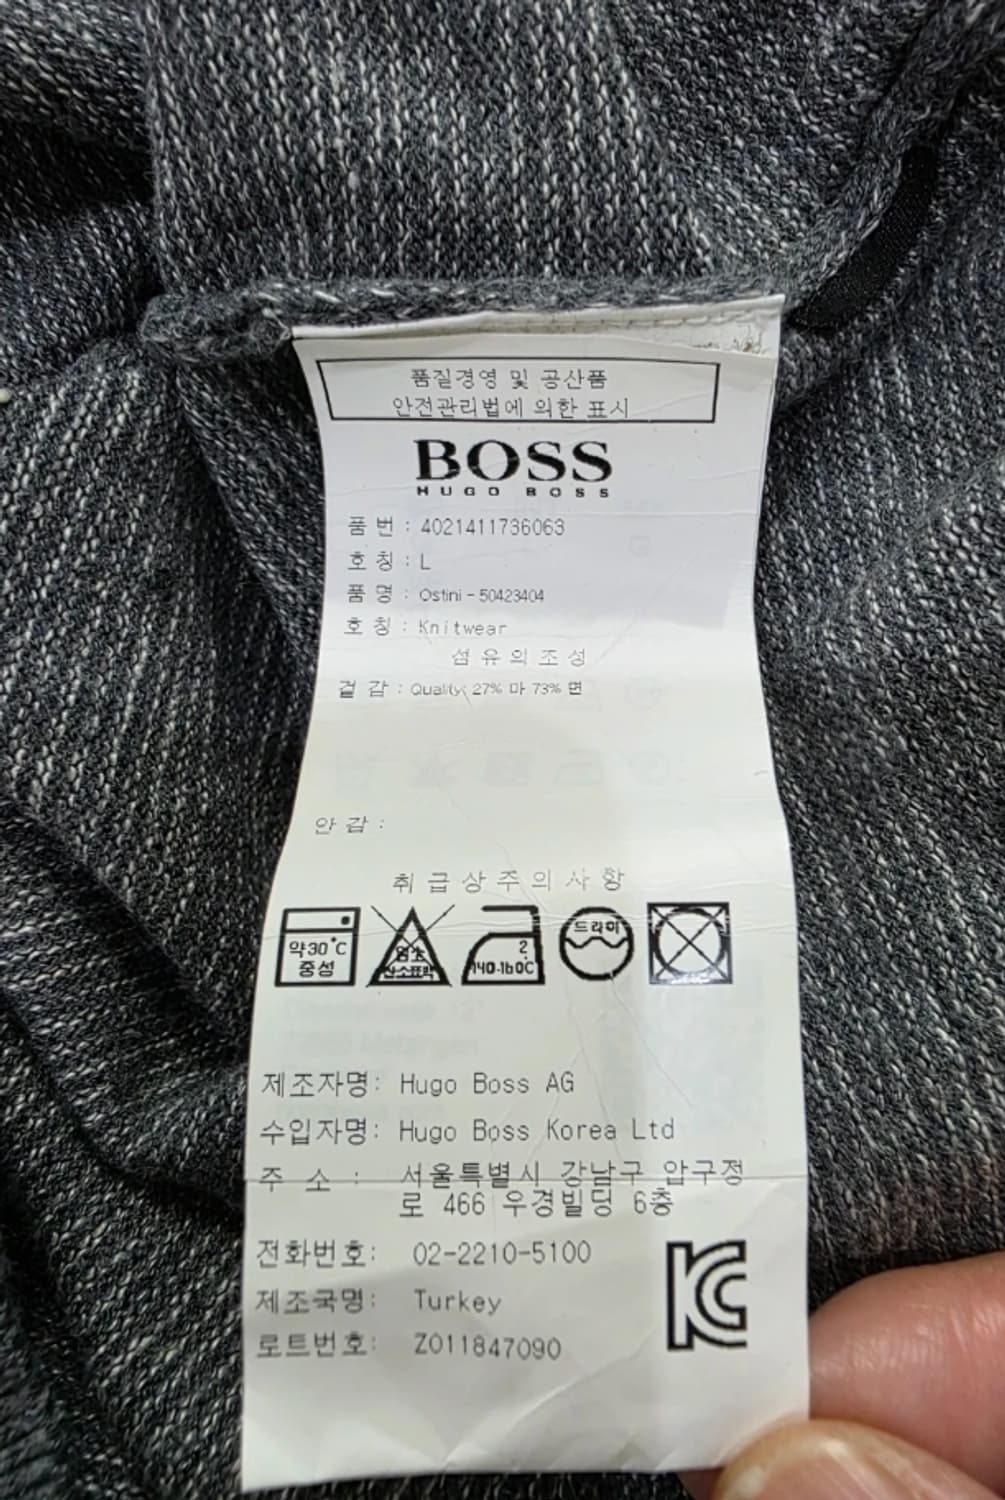 품질경영 및 공산품
안전관리법에 의한 표시
BOSS
HUGO BOSS
품 번 : 4021411736063
호 칭 : L
품 명 : Ostini - 50423404
호 칭 : Knitwear
섬 유 의 조 성
겉 감 : Quality: 27% 마 73% 면
안 감 :
취 급 상 주 의 사 항
약30℃
중성
염소
산소표백
2
140-160C
드라이
제조자명: Hugo Boss AG
수입자명: Hugo Boss Korea Ltd
주 소 : 서울특별시 강남구 압구정
로 466 우경빌딩 6층
전화번호: 02-2210-5100
제조국명: Turkey
로트번호: Z011847090